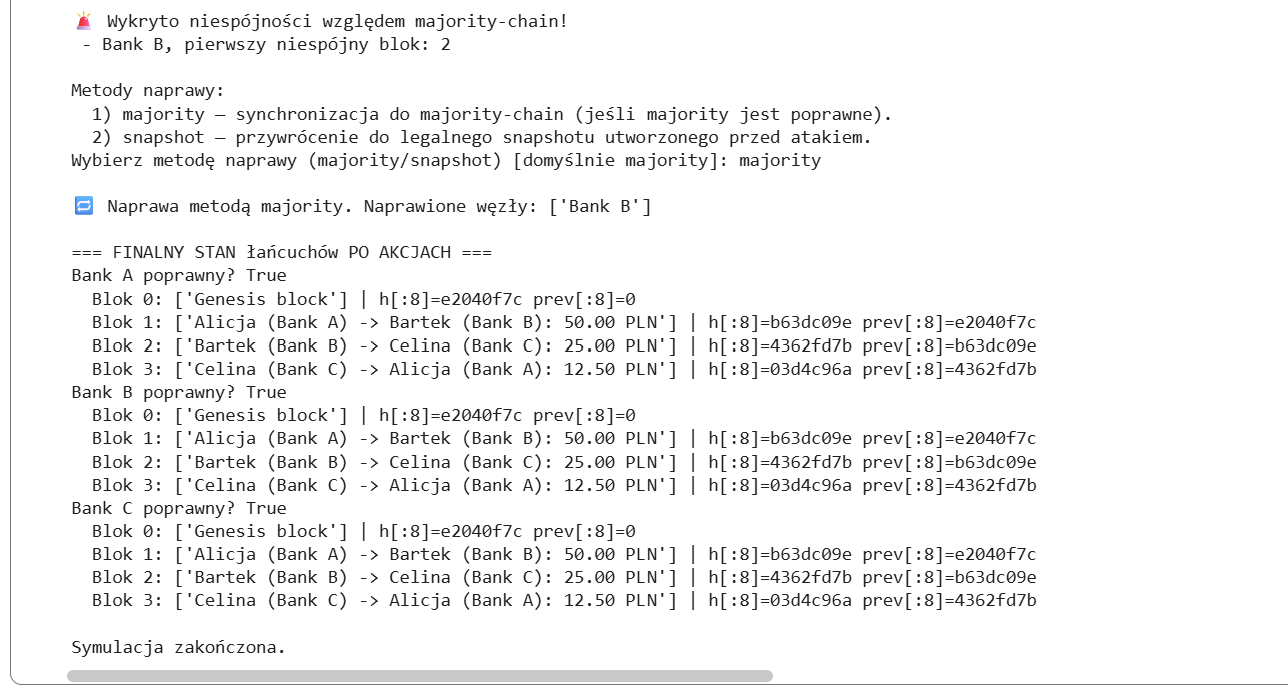 🚨 Wykryto niespójności względem majority-chain!
- Bank B, pierwszy niespójny blok: 2
Metody naprawy:
1) majority – synchronizacja do majority-chain (jeśli majority jest poprawne).
2) snapshot – przywrócenie do legalnego snapshotu utworzonego przed atakiem.
Wybierz metodę naprawy (majority/snapshot) [domyślnie majority]: majority
🔁 Naprawa metodą majority. Naprawione węzły: ['Bank B']
=== FINALNY STAN łańcuchów PO AKCJACH ===
Bank A poprawny? True
Blok 0: ['Genesis block'] | h[:8]=e2040f7c prev[:8]=0
Blok 1: ['Alicja (Bank A) -> Bartek (Bank B): 50.00 PLN'] | h[:8]=b63dc09e prev[:8]=e2040f7c
Blok 2: ['Bartek (Bank B) -> Celina (Bank C): 25.00 PLN'] | h[:8]=4362fd7b prev[:8]=b63dc09e
Blok 3: ['Celina (Bank C) -> Alicja (Bank A): 12.50 PLN'] | h[:8]=03d4c96a prev[:8]=4362fd7b
Bank B poprawny? True
Blok 0: ['Genesis block'] | h[:8]=e2040f7c prev[:8]=0
Blok 1: ['Alicja (Bank A) -> Bartek (Bank B): 50.00 PLN'] | h[:8]=b63dc09e prev[:8]=e2040f7c
Blok 2: ['Bartek (Bank B) -> Celina (Bank C): 25.00 PLN'] | h[:8]=4362fd7b prev[:8]=b63dc09e
Blok 3: ['Celina (Bank C) -> Alicja (Bank A): 12.50 PLN'] | h[:8]=03d4c96a prev[:8]=4362fd7b
Bank C poprawny? True
Blok 0: ['Genesis block'] | h[:8]=e2040f7c prev[:8]=0
Blok 1: ['Alicja (Bank A) -> Bartek (Bank B): 50.00 PLN'] | h[:8]=b63dc09e prev[:8]=e2040f7c
Blok 2: ['Bartek (Bank B) -> Celina (Bank C): 25.00 PLN'] | h[:8]=4362fd7b prev[:8]=b63dc09e
Blok 3: ['Celina (Bank C) -> Alicja (Bank A): 12.50 PLN'] | h[:8]=03d4c96a prev[:8]=4362fd7b
Symulacja zakończona.